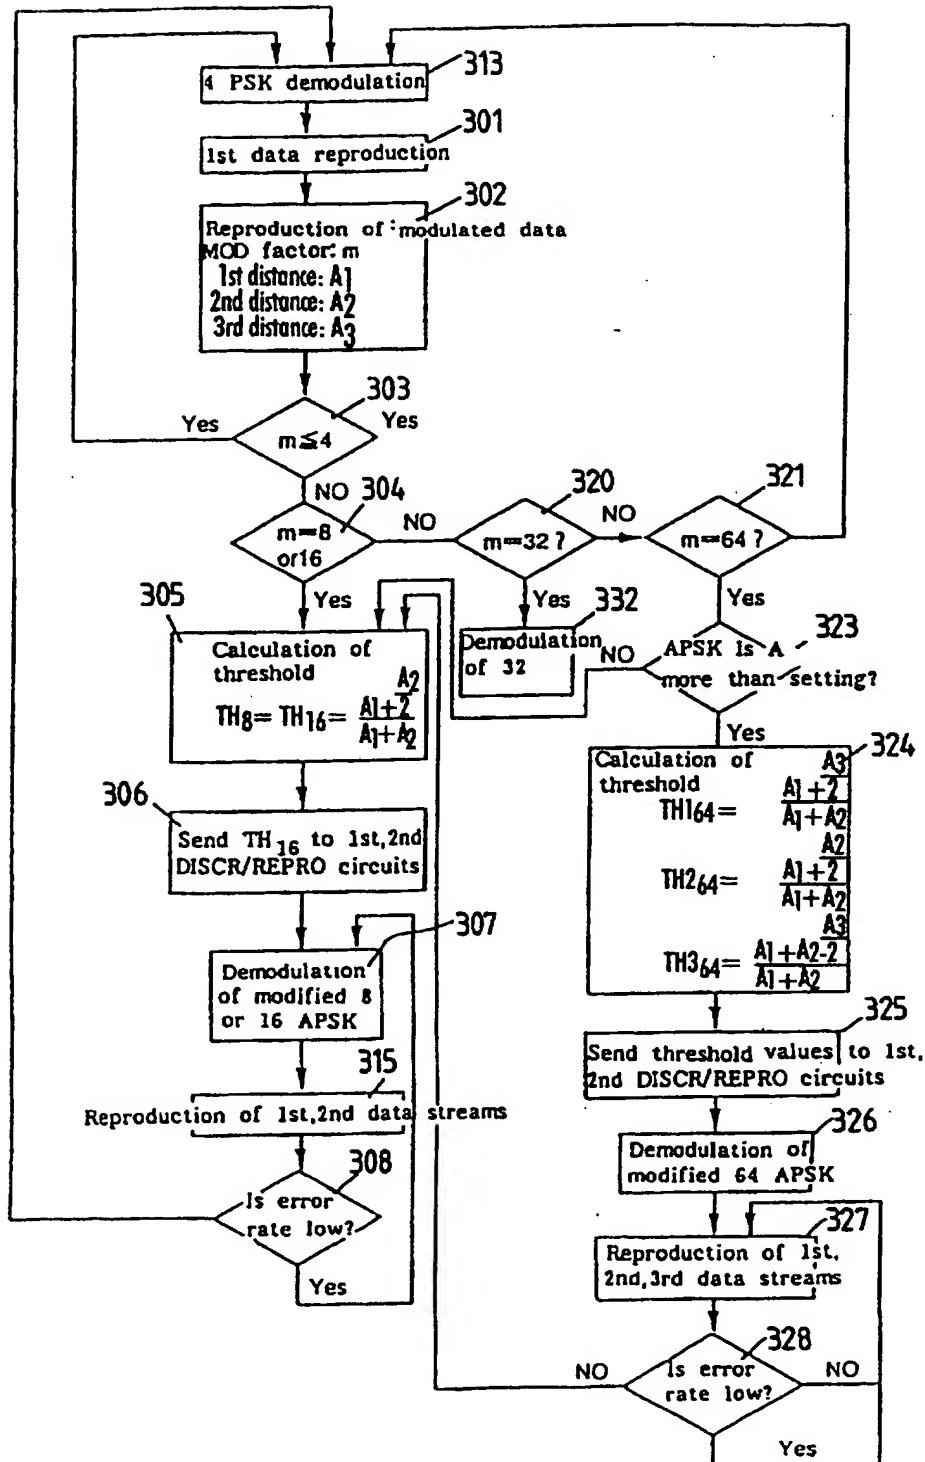 313
4 PSK demodulation
301
1st data reproduction
302
Reproduction of modulated data
MOD factor: m
1st distance: A1
2nd distance: A2
3rd distance: A3
303
Yes
Yes
m≦4
NO
304
320
321
NO
NO
m=8
or16
m=32 ?
m=64 ?
Yes
Yes
Yes
305
332
323
Calculation of
threshold
TH8= TH16= A1+A2/2 / A1+A2
Demodulation
of 32
NO
APSK Is A
more than setting?
Yes
324
Calculation of
threshold
TH164= A1+A3/2 / A1+A2
TH264= A1+A2/2 / A1+A2
TH364= A1+A2-A3/2 / A1+A2
306
Send TH16 to 1st,2nd
DISCR/REPRO circuits
307
Demodulation
of modified 8
or 16 APSK
325
Send threshold values to 1st,
2nd DISCR/REPRO circuits
315
Reproduction of 1st,2nd data streams
326
Demodulation of
modified 64 APSK
308
Is error
rate low?
Yes
327
Reproduction of 1st,
2nd,3rd data streams
328
NO
Is error
rate low?
NO
Yes